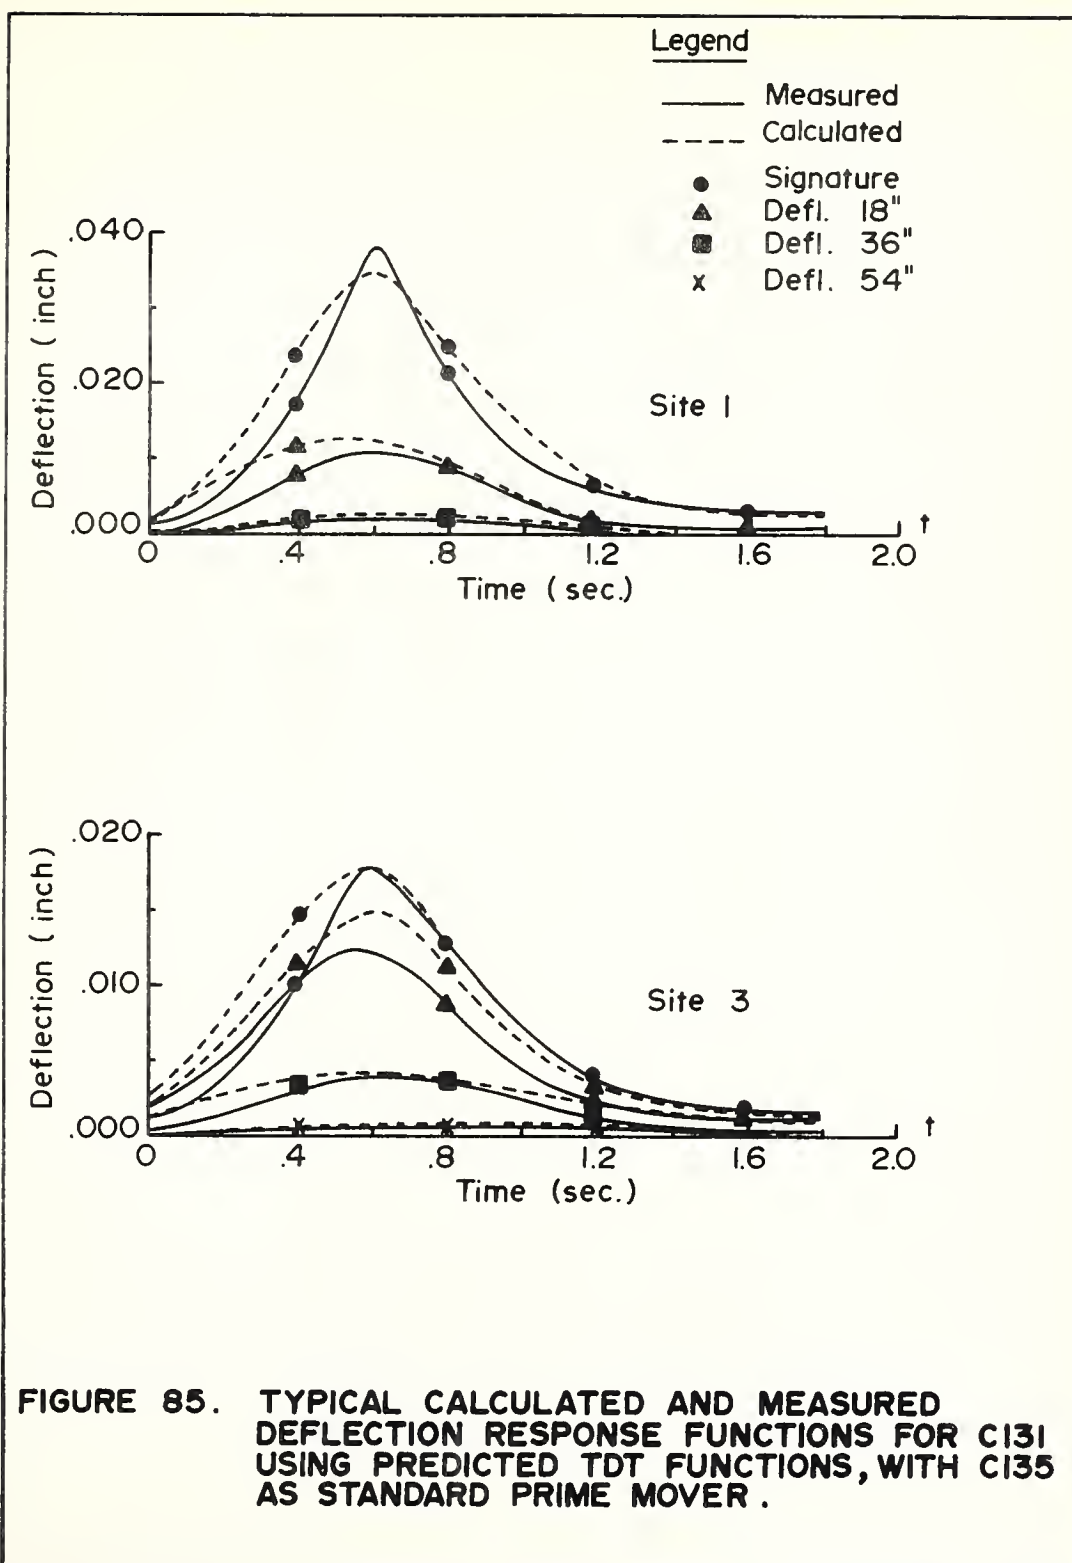 Legend
Measured
Calculated
Signature
Defl. 18"
Defl. 36"
x Defl. 54"
.040
.020
.000
Deflection ( inch )
Site 1
0 .4 .8 1.2 1.6 2.0 t
Time ( sec.)
.020
.010
.000
Deflection ( inch )
Site 3
0 .4 .8 1.2 1.6 2.0 t
Time (sec.)
FIGURE 85. TYPICAL CALCULATED AND MEASURED
DEFLECTION RESPONSE FUNCTIONS FOR C131
USING PREDICTED TDT FUNCTIONS, WITH C135
AS STANDARD PRIME MOVER.